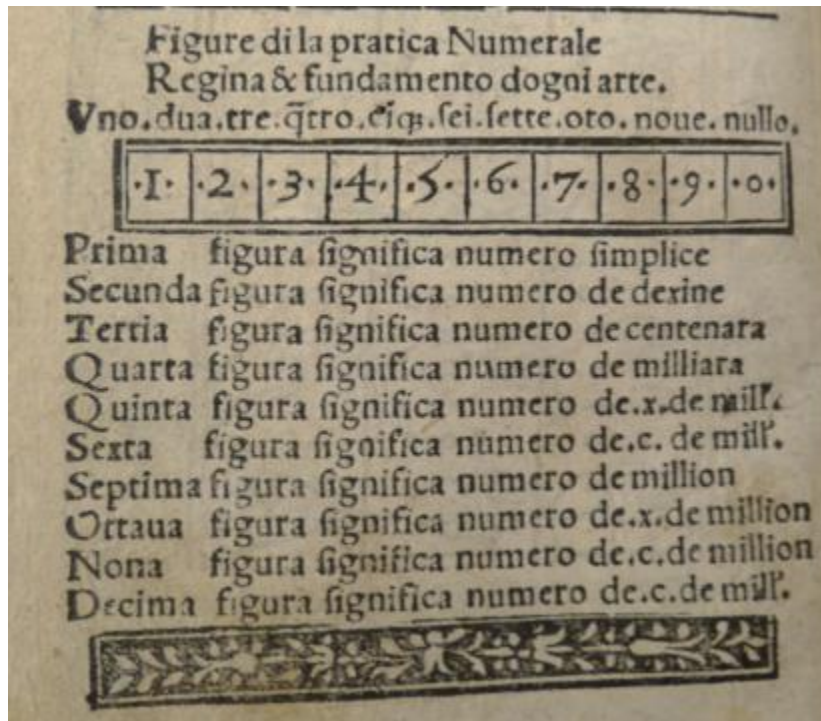 Figure di la pratica Numerale
Regina & fundamento dogni arte.
Vno.dua.tre.q̄tro.cīqꝫ.ſei.ſette.oto.noue.nullo.
·1· ·2· ·3· ·4· ·5· ·6· ·7· ·8· ·9· ·0·
Prima figura ſignifica numero ſimplice
Secunda figura ſignifica numero de dexine
Tertia figura ſignifica numero de centenara
Quarta figura ſignifica numero de milliara
Quinta figura ſignifica numero de.x.de mill'.
Sexta figura ſignifica numero de.c. de mill'.
Septima figura ſignifica numero de million
Ottaua figura ſignifica numero de.x.de million
Nona figura ſignifica numero de.c.de million
Decima figura ſignifica numero de.c.de mill'.